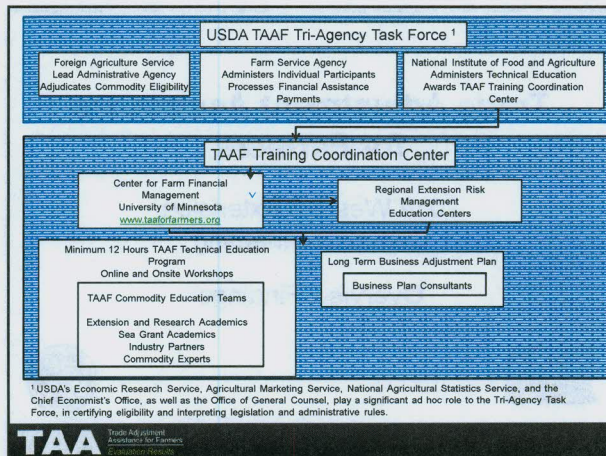 USDA TAAF Tri-Agency Task Force ¹
Foreign Agriculture Service
Lead Administrative Agency
Adjudicates Commodity Eligibility
Farm Service Agency
Administers Individual Participants
Processes Financial Assistance
Payments
National Institute of Food and Agriculture
Administers Technical Education
Awards TAAF Training Coordination
Center
TAAF Training Coordination Center
Center for Farm Financial
Management
University of Minnesota
www.taaforfarmers.org
Regional Extension Risk
Management
Education Centers
Minimum 12 Hours TAAF Technical Education
Program
Online and Onsite Workshops
TAAF Commodity Education Teams
Extension and Research Academics
Sea Grant Academics
Industry Partners
Commodity Experts
Long Term Business Adjustment Plan
Business Plan Consultants
¹ USDA's Economic Research Service, Agricultural Marketing Service, National Agricultural Statistics Service, and the
Chief Economist's Office, as well as the Office of General Counsel, play a significant ad hoc role to the Tri-Agency Task
Force, in certifying eligibility and interpreting legislation and administrative rules.
TAA
Trade Adjustment
Assistance for Farmers
Evaluation Results